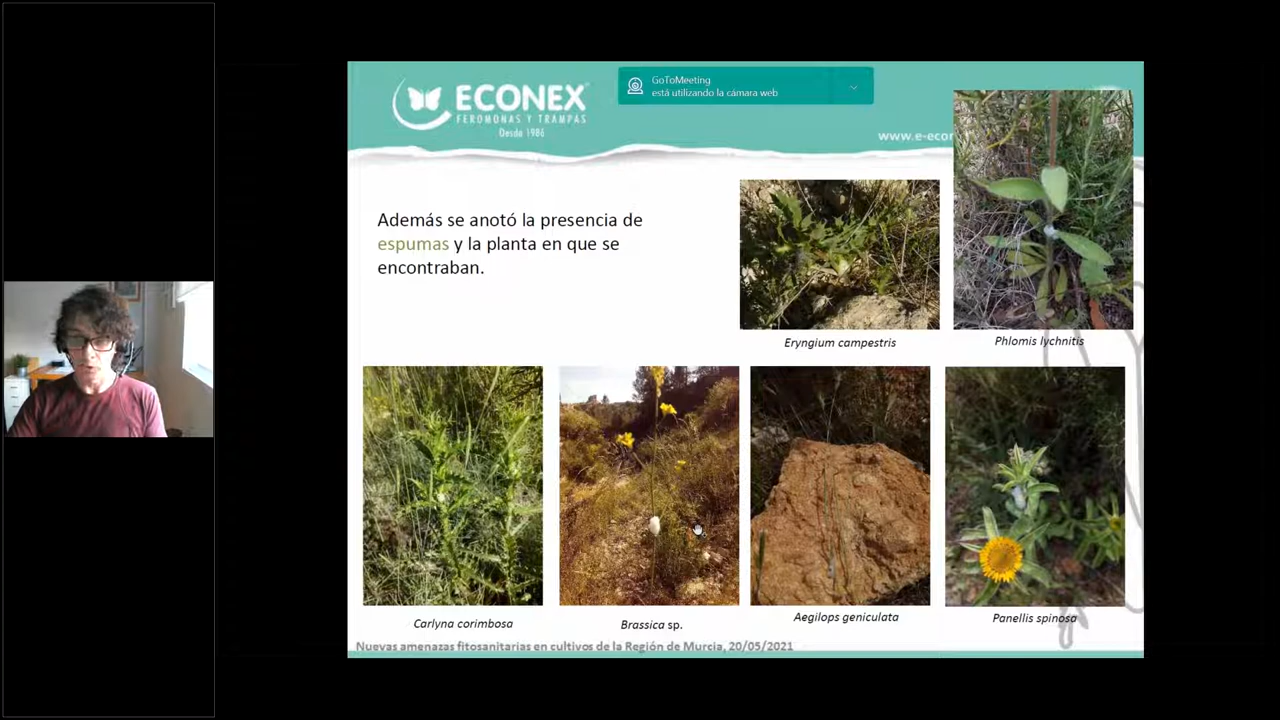 ECONEX
FEROMONAS Y TRAMPAS
Desde 1986
GoToMeeting
está utilizando la cámara web
www.e-econ
Además se anotó la presencia de
espumas y la planta en que se
encontraban.
Eryngium campestris
Phlomis lychnitis
Carlyna corimbosa
Brassica sp.
Aegilops geniculata
Panellis spinosa
Nuevas amenazas fitosanitarias en cultivos de la Región de Murcia, 20/05/2021